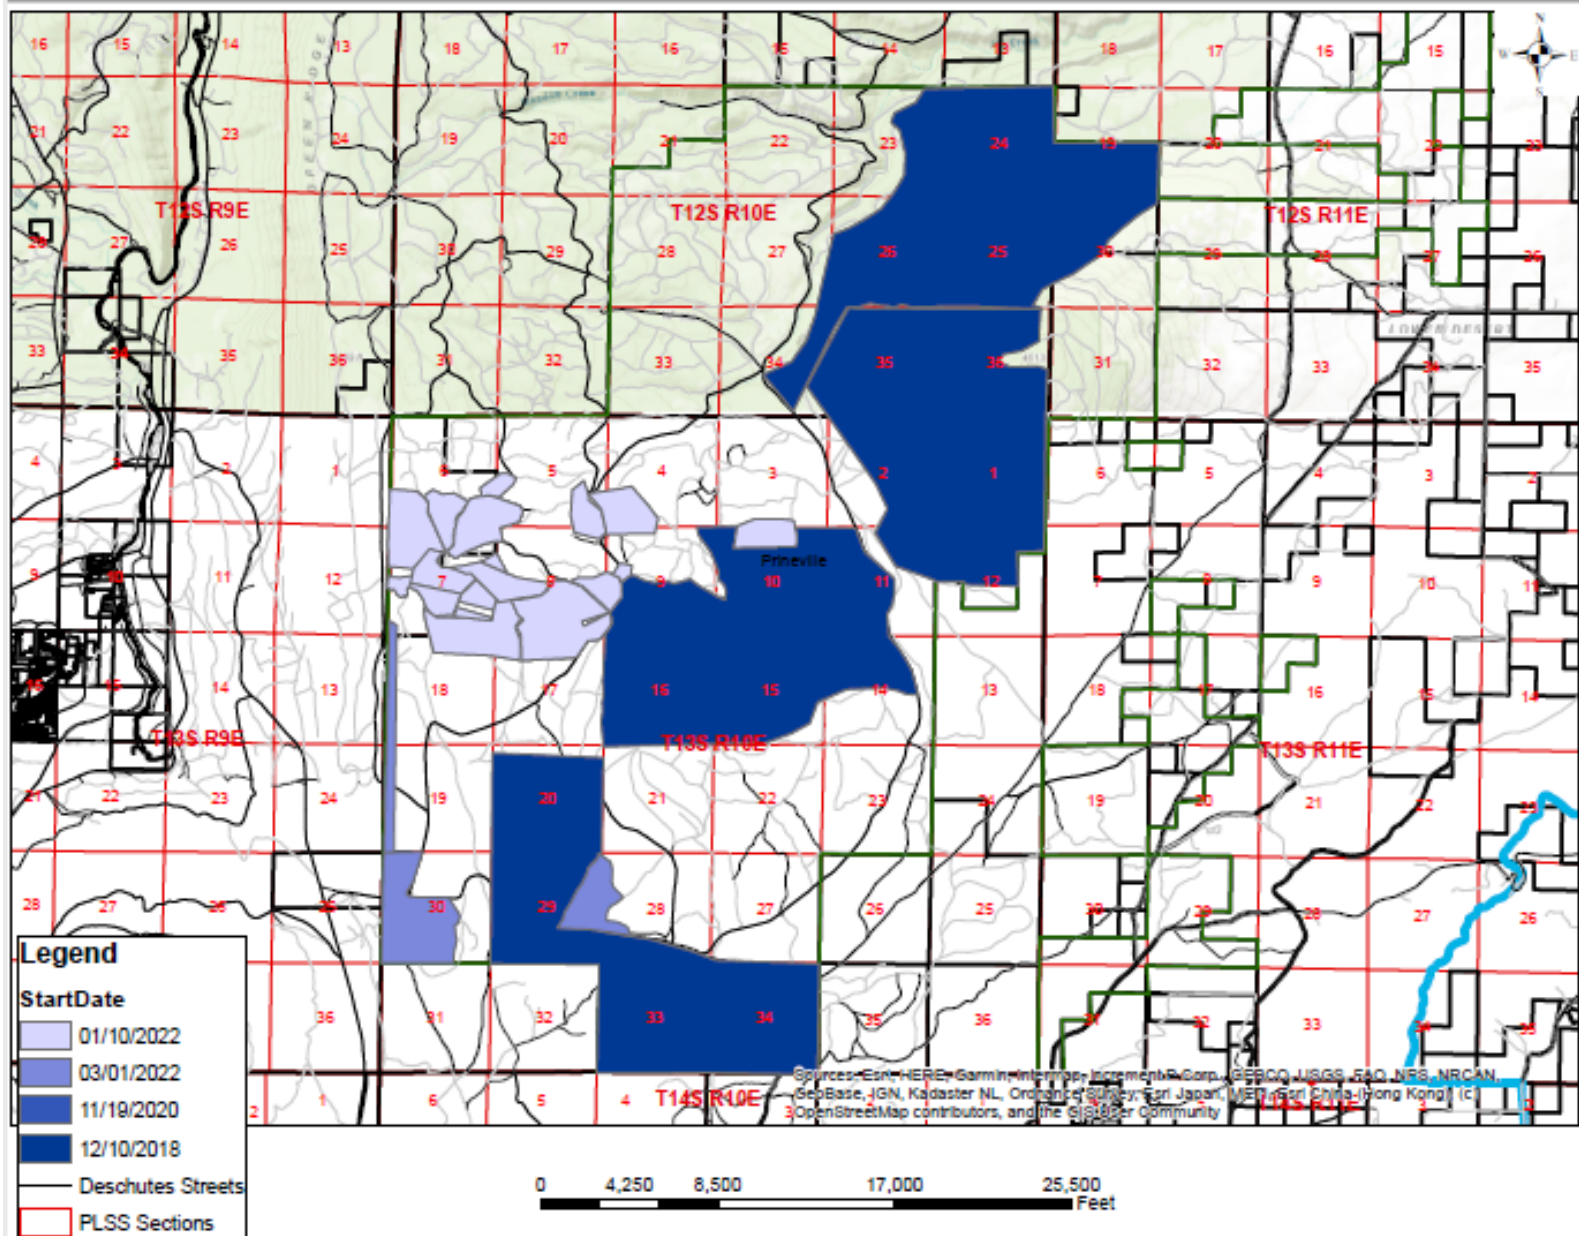 N
W E
S
16 15 14 13 18 17 16 15 14 13 18 17 16 15
GREEN RIDGE
21 22 23 24 19 20 21 22 23 24 19 20 21 22 23
T12S R9E T12S R10E T12S R11E
28 27 26 25 30 29 28 27 26 25 30 29 28 27 26
LOWER DESERT
33 34 35 36 31 32 33 34 35 36 31 32 33 34 35
4 3 2 1 6 5 4 3 2 1 6 5 4 3 2
Prineville
9 10 11 12 7 8 9 10 11 12 7 8 9 10 11
16 15 14 13 18 17 16 15 14 13 18 17 16 15 14
T13S R9E T13S R10E T13S R11E
21 22 23 24 19 20 21 22 23 24 19 20 21 22 23
28 27 26 25 30 29 28 27 26 25 30 29 28 27 26
36 31 32 33 34 35 36 31 32 33 34 35
2 1 6 5 4 3
T14S R10E
Legend
StartDate
01/10/2022
03/01/2022
11/19/2020
12/10/2018
Deschutes Streets
PLSS Sections
Sources: Esri, HERE, Garmin, Intermap, increment P Corp., GEBCO, USGS, FAO, NPS, NRCAN,
GeoBase, IGN, Kadaster NL, Ordnance Survey, Esri Japan, METI, Esri China (Hong Kong), (c)
OpenStreetMap contributors, and the GIS User Community
0 4,250 8,500 17,000 25,500
Feet